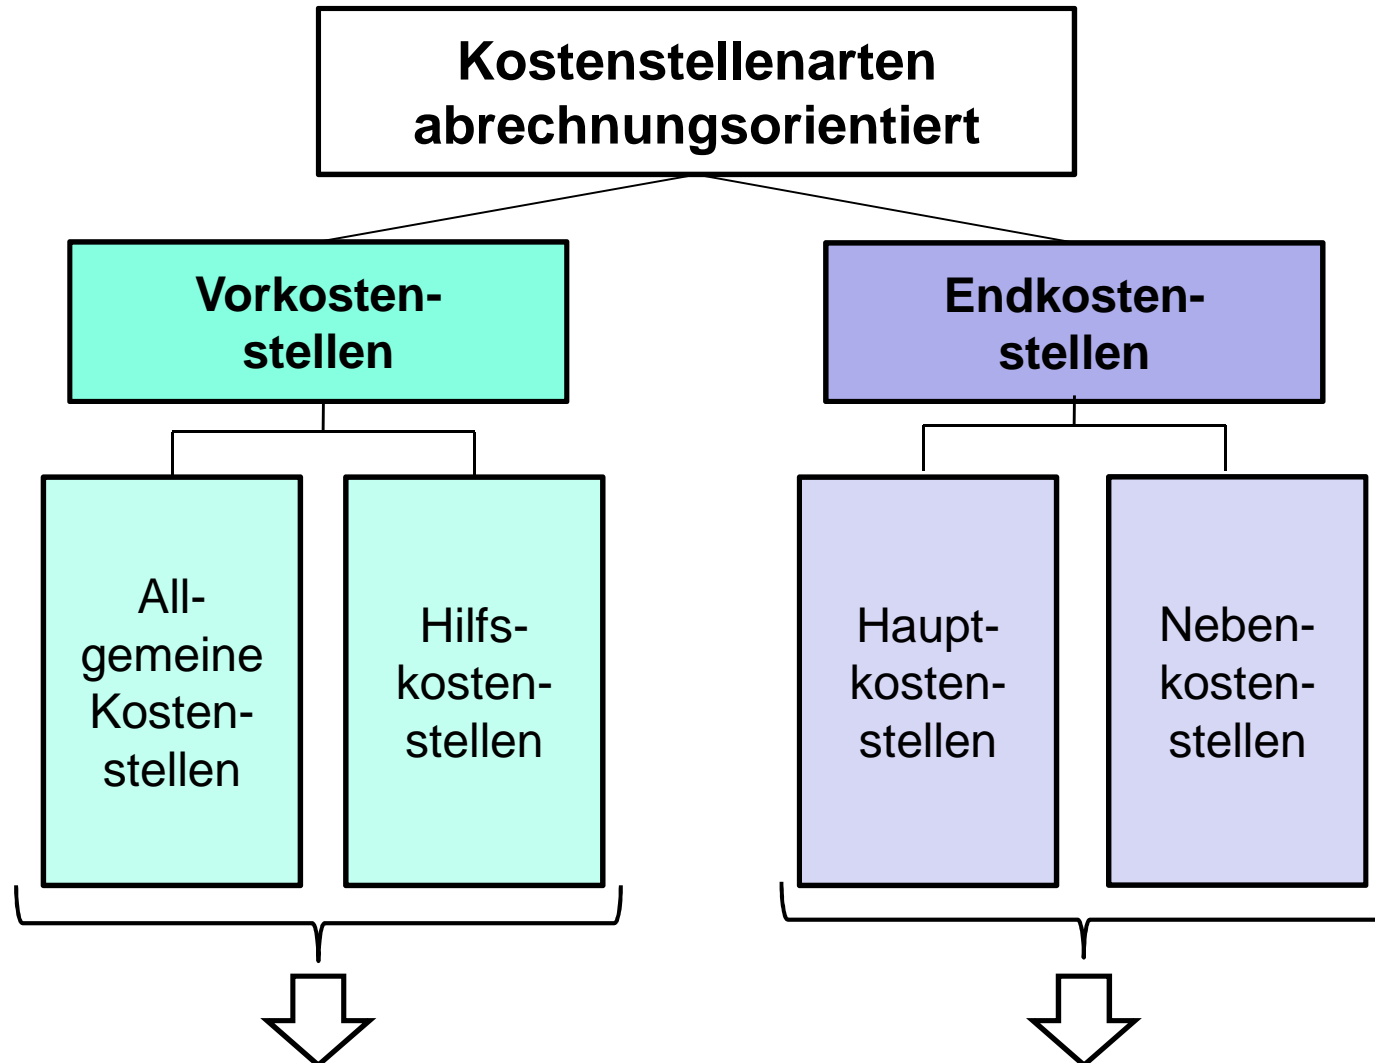 Kostenstellenarten
abrechnungsorientiert
Vorkosten-
stellen
Endkosten-
stellen
All-
gemeine
Kosten-
stellen
Hilfs-
kosten-
stellen
Haupt-
kosten-
stellen
Neben-
kosten-
stellen